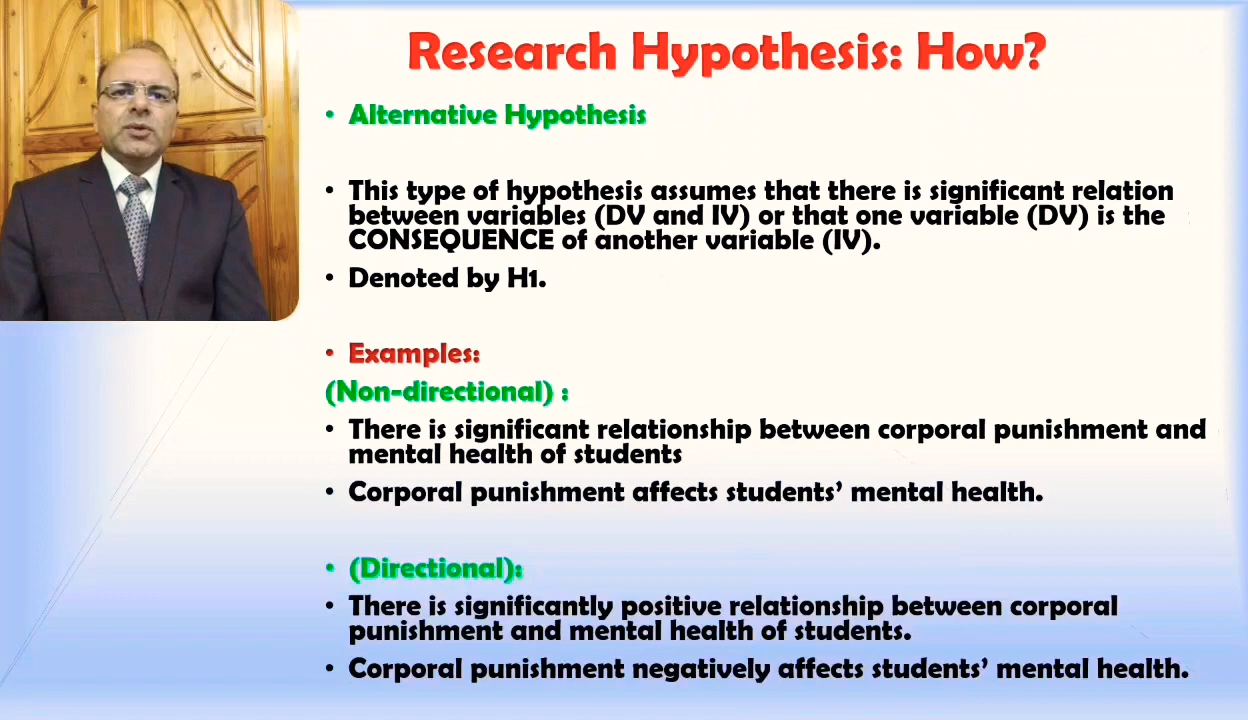 Research Hypothesis: How?
• Alternative Hypothesis
• This type of hypothesis assumes that there is significant relation
between variables (DV and IV) or that one variable (DV) is the
CONSEQUENCE of another variable (IV).
• Denoted by H1.
• Examples:
(Non-directional) :
• There is significant relationship between corporal punishment and
mental health of students
• Corporal punishment affects students’ mental health.
• (Directional):
• There is significantly positive relationship between corporal
punishment and mental health of students.
• Corporal punishment negatively affects students’ mental health.